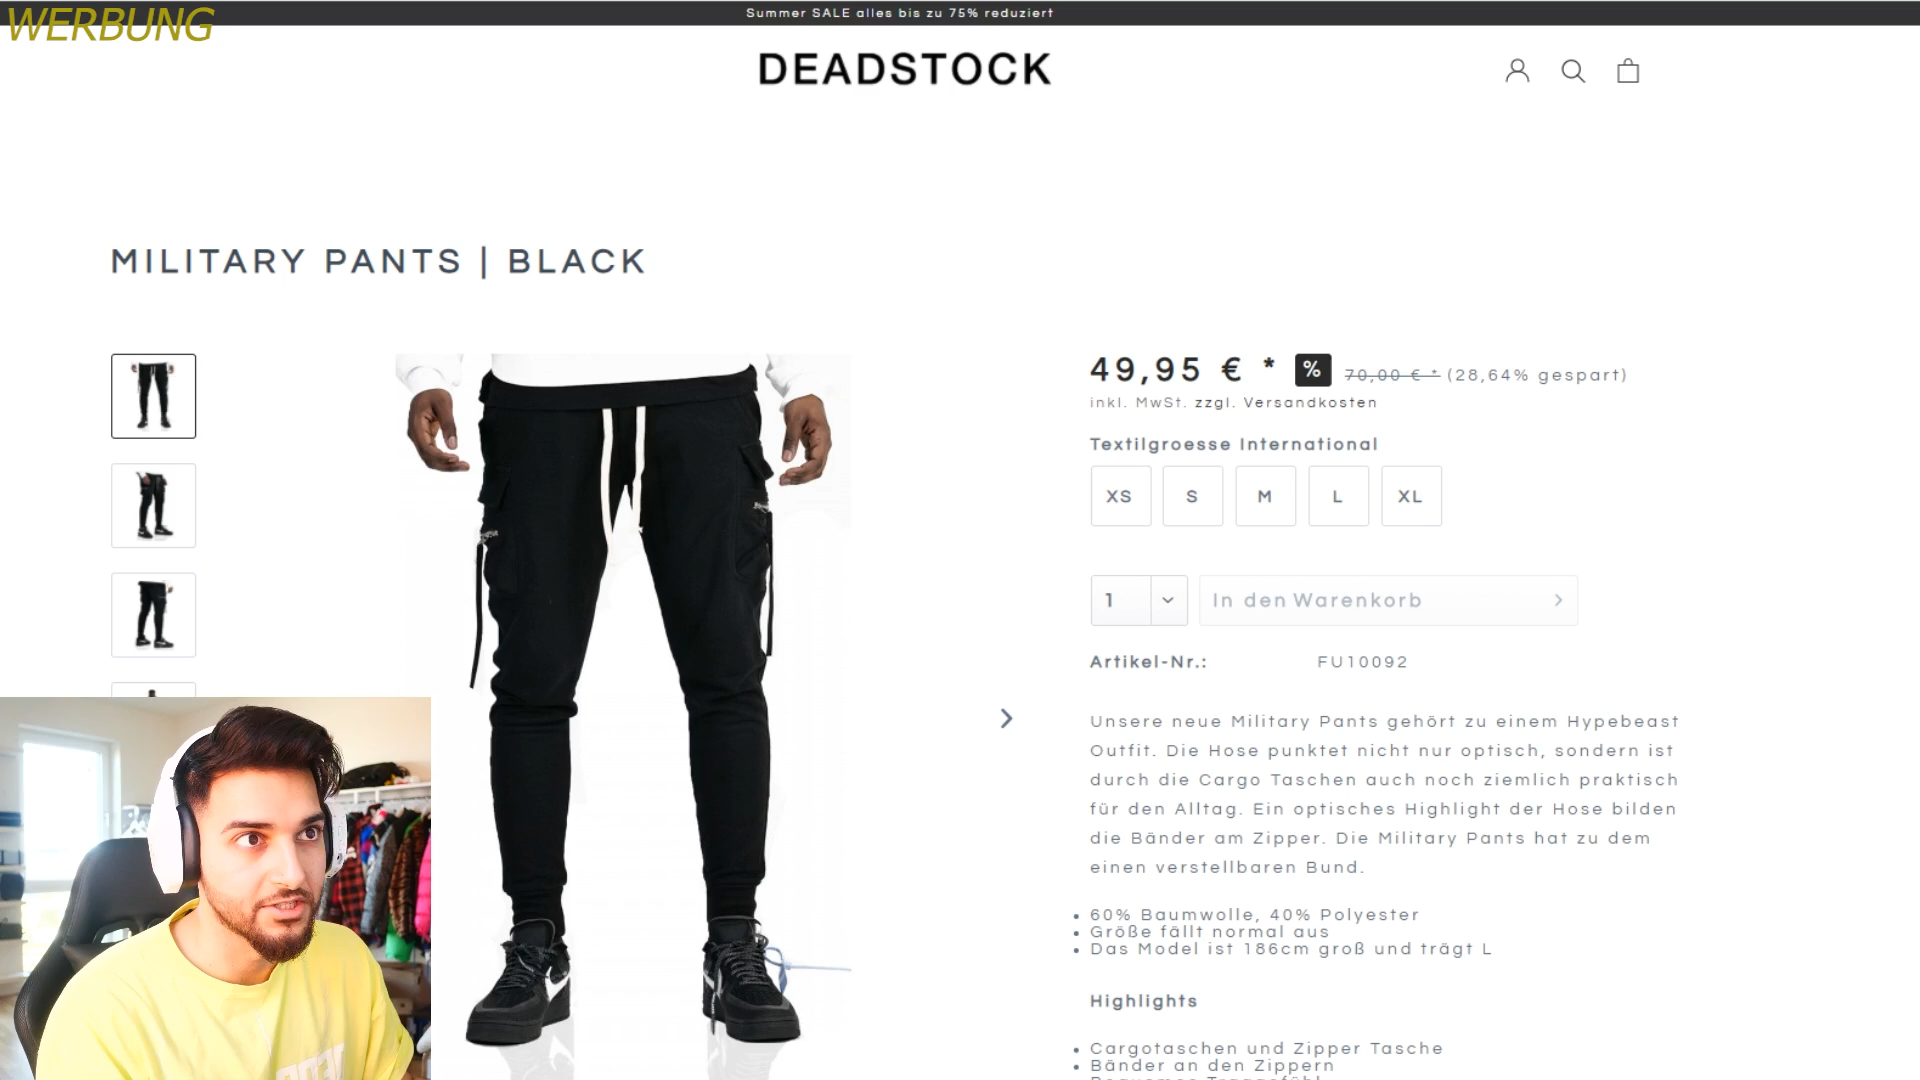 Summer SALE alles bis zu 75% reduziert
WERBUNG
DEADSTOCK
MILITARY PANTS | BLACK
49,95 € * % 70,00 € * (28,64% gespart)
inkl. MwSt. zzgl. Versandkosten
Textilgroesse International
XS S M L XL
1 In den Warenkorb
Artikel-Nr.: FU10092
Unsere neue Military Pants gehört zu einem Hypebeast
Outfit. Die Hose punktet nicht nur optisch, sondern ist
durch die Cargo Taschen auch noch ziemlich praktisch
für den Alltag. Ein optisches Highlight der Hose bilden
die Bänder am Zipper. Die Military Pants hat zu dem
einen verstellbaren Bund.
• 60% Baumwolle, 40% Polyester
• Größe fällt normal aus
• Das Model ist 186cm groß und trägt L
Highlights
• Cargotaschen und Zipper Tasche
• Bänder an den Zippern